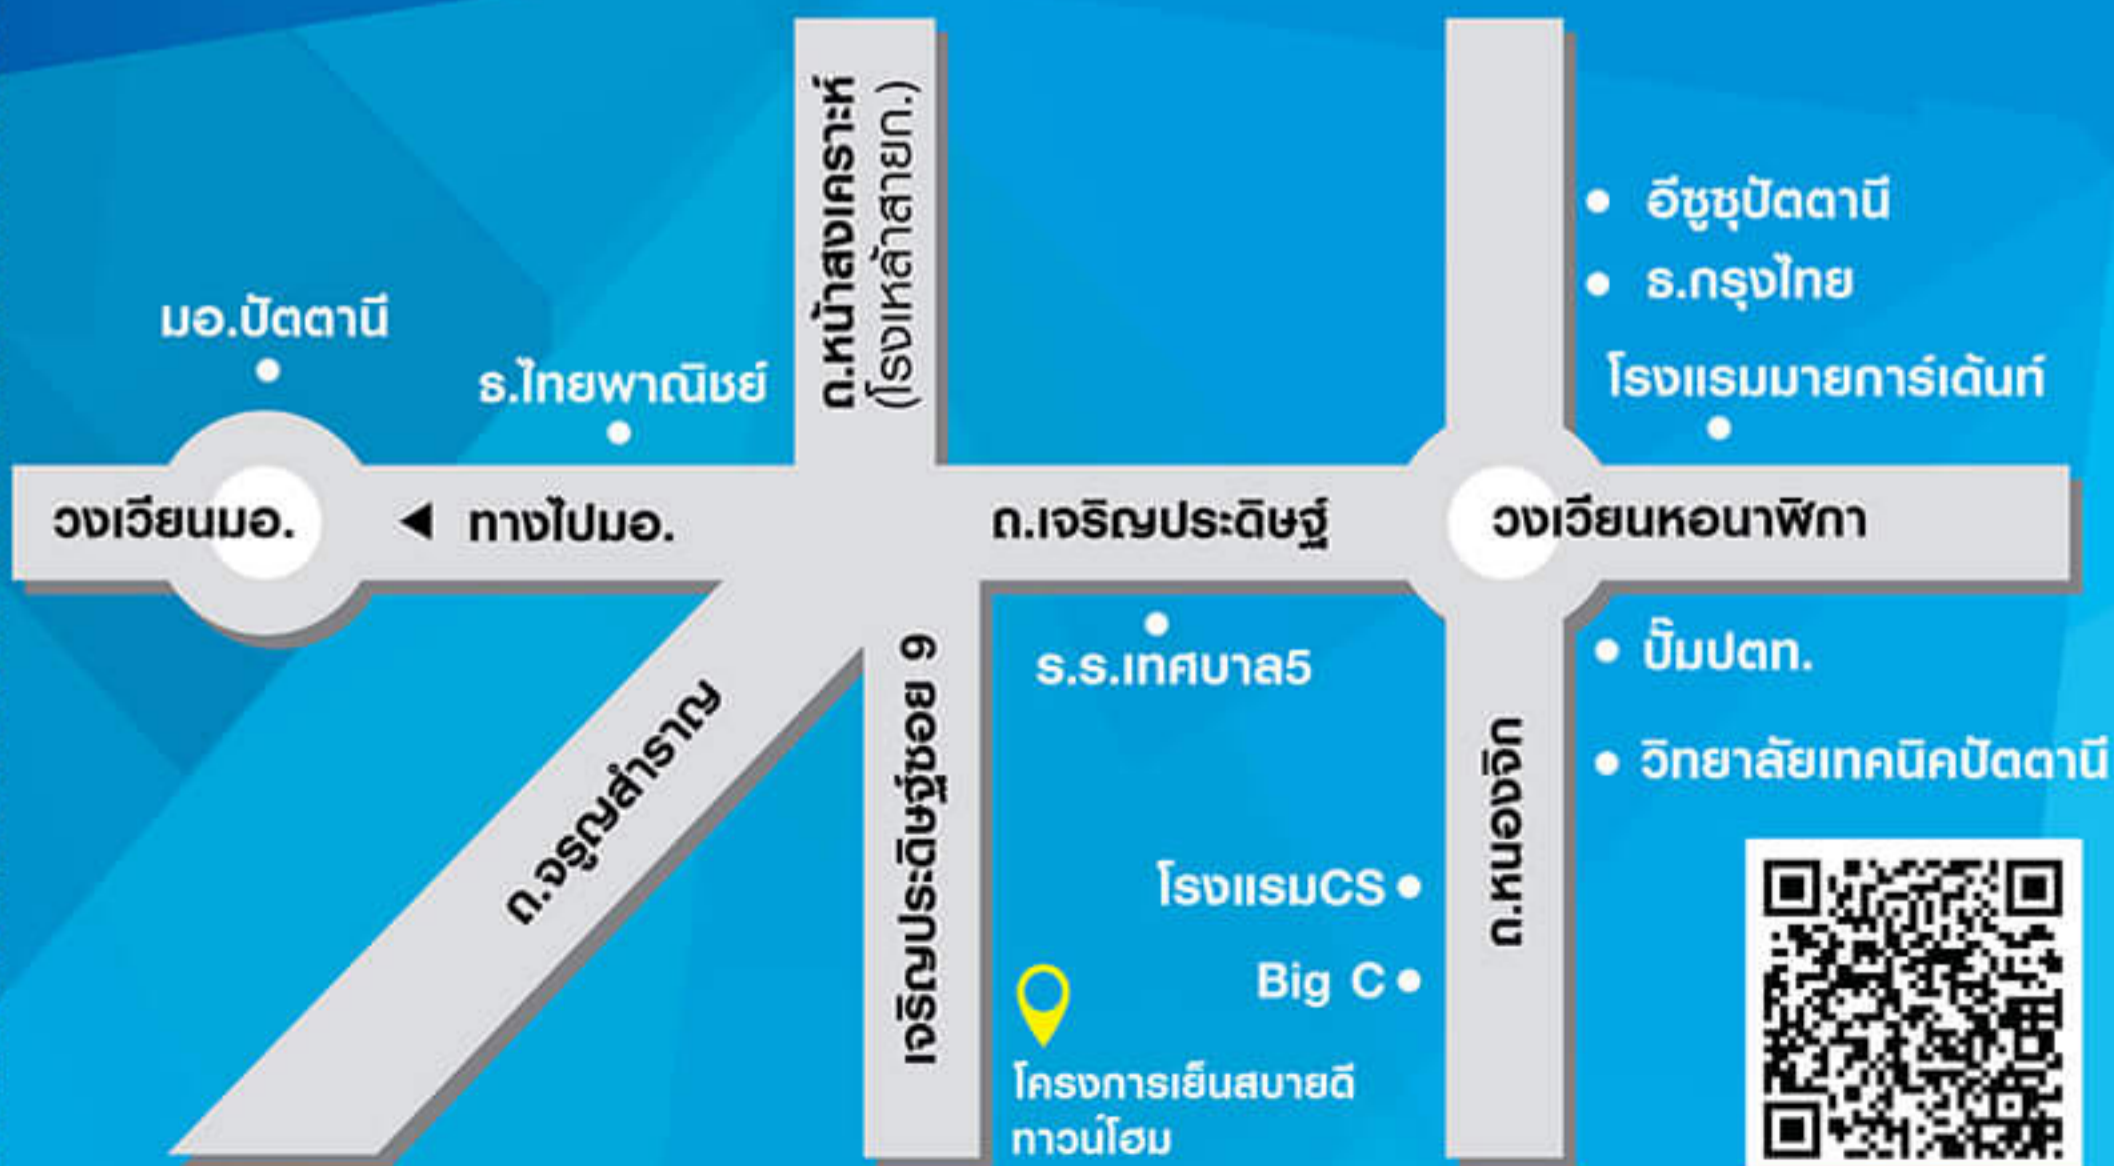 ถ.หน้าสงเคราะห์
(โรงเหล้าสายก.)
อีซูซุปัตตานี
ธ.กรุงไทย
มอ.ปัตตานี
ธ.ไทยพาณิชย์
โรงแรมมายการ์เด้นท์
วงเวียนมอ.
ทางไปมอ.
ถ.เจริญประดิษฐ์
วงเวียนหอนาฬิกา
ร.ร.เทศบาล5
ปั๊มปตท.
วิทยาลัยเทคนิคปัตตานี
ถ.จรูญสำราญ
เจริญประดิษฐ์ซอย 6
ถ.หนองจิก
โรงแรมCS
Big C
โครงการเย็นสบายดี
ทาวน์โฮม